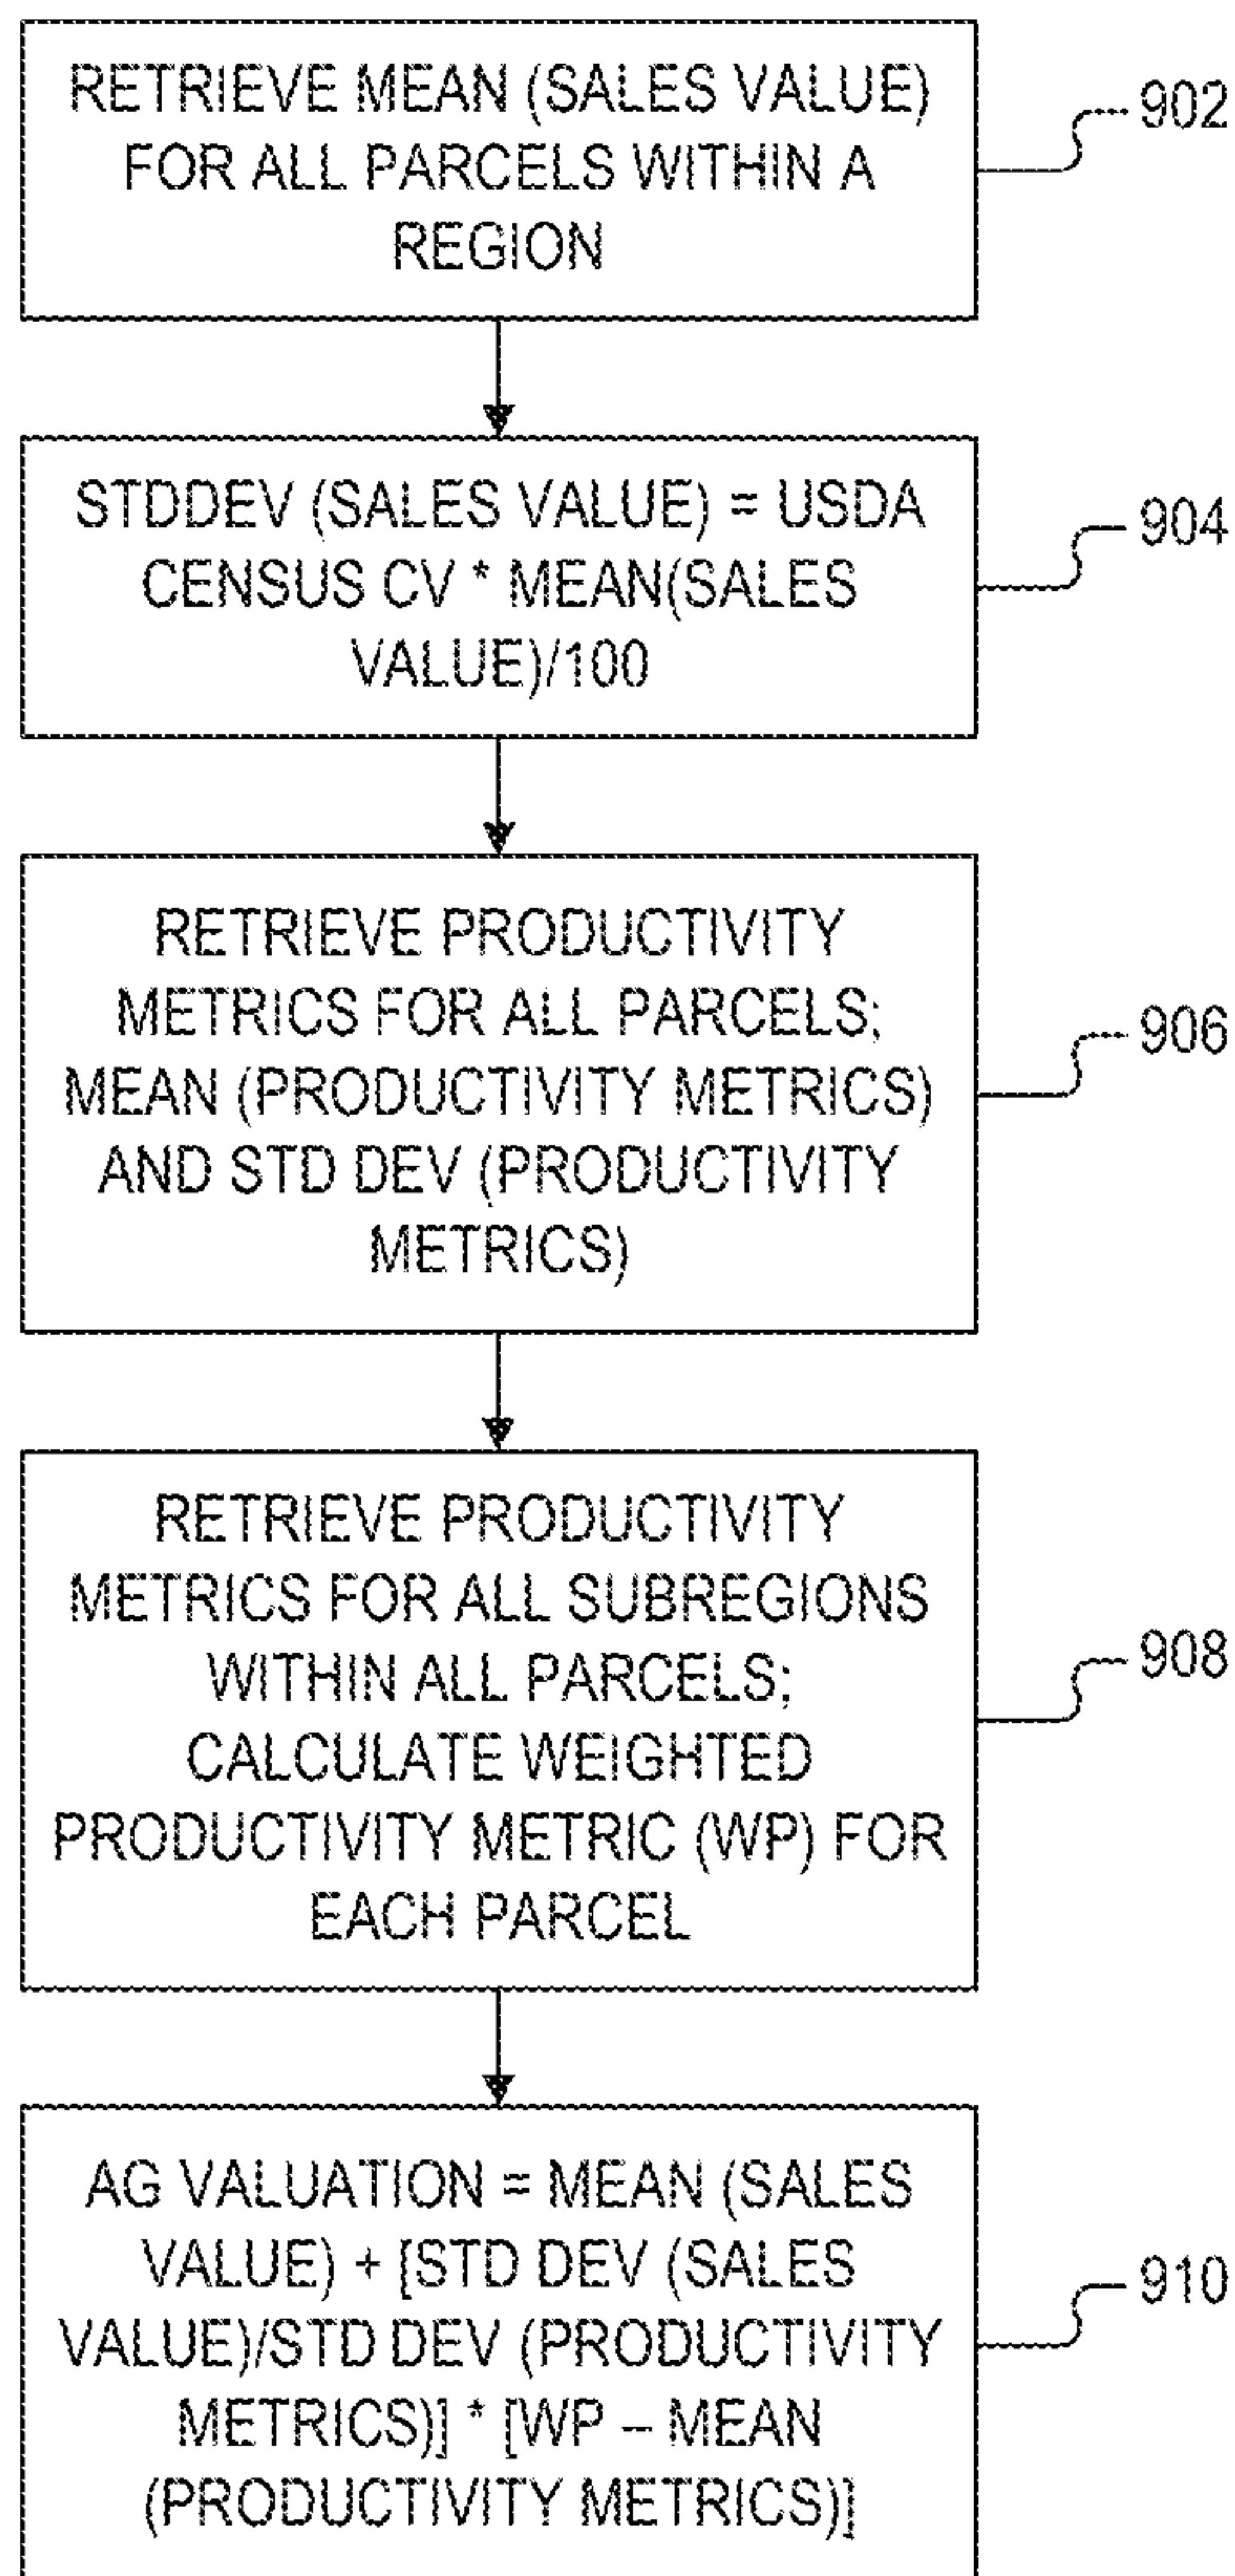 RETRIEVE MEAN (SALES VALUE)
FOR ALL PARCELS WITHIN A
REGION
902
STDDEV (SALES VALUE) = USDA
CENSUS CV * MEAN(SALES
VALUE)/100
904
RETRIEVE PRODUCTIVITY
METRICS FOR ALL PARCELS;
MEAN (PRODUCTIVITY METRICS)
AND STD DEV (PRODUCTIVITY
METRICS)
906
RETRIEVE PRODUCTIVITY
METRICS FOR ALL SUBREGIONS
WITHIN ALL PARCELS;
CALCULATE WEIGHTED
PRODUCTIVITY METRIC (WP) FOR
EACH PARCEL
908
AG VALUATION = MEAN (SALES
VALUE) + [STD DEV (SALES
VALUE)/STD DEV (PRODUCTIVITY
METRICS)] * [WP – MEAN
(PRODUCTIVITY METRICS)]
910